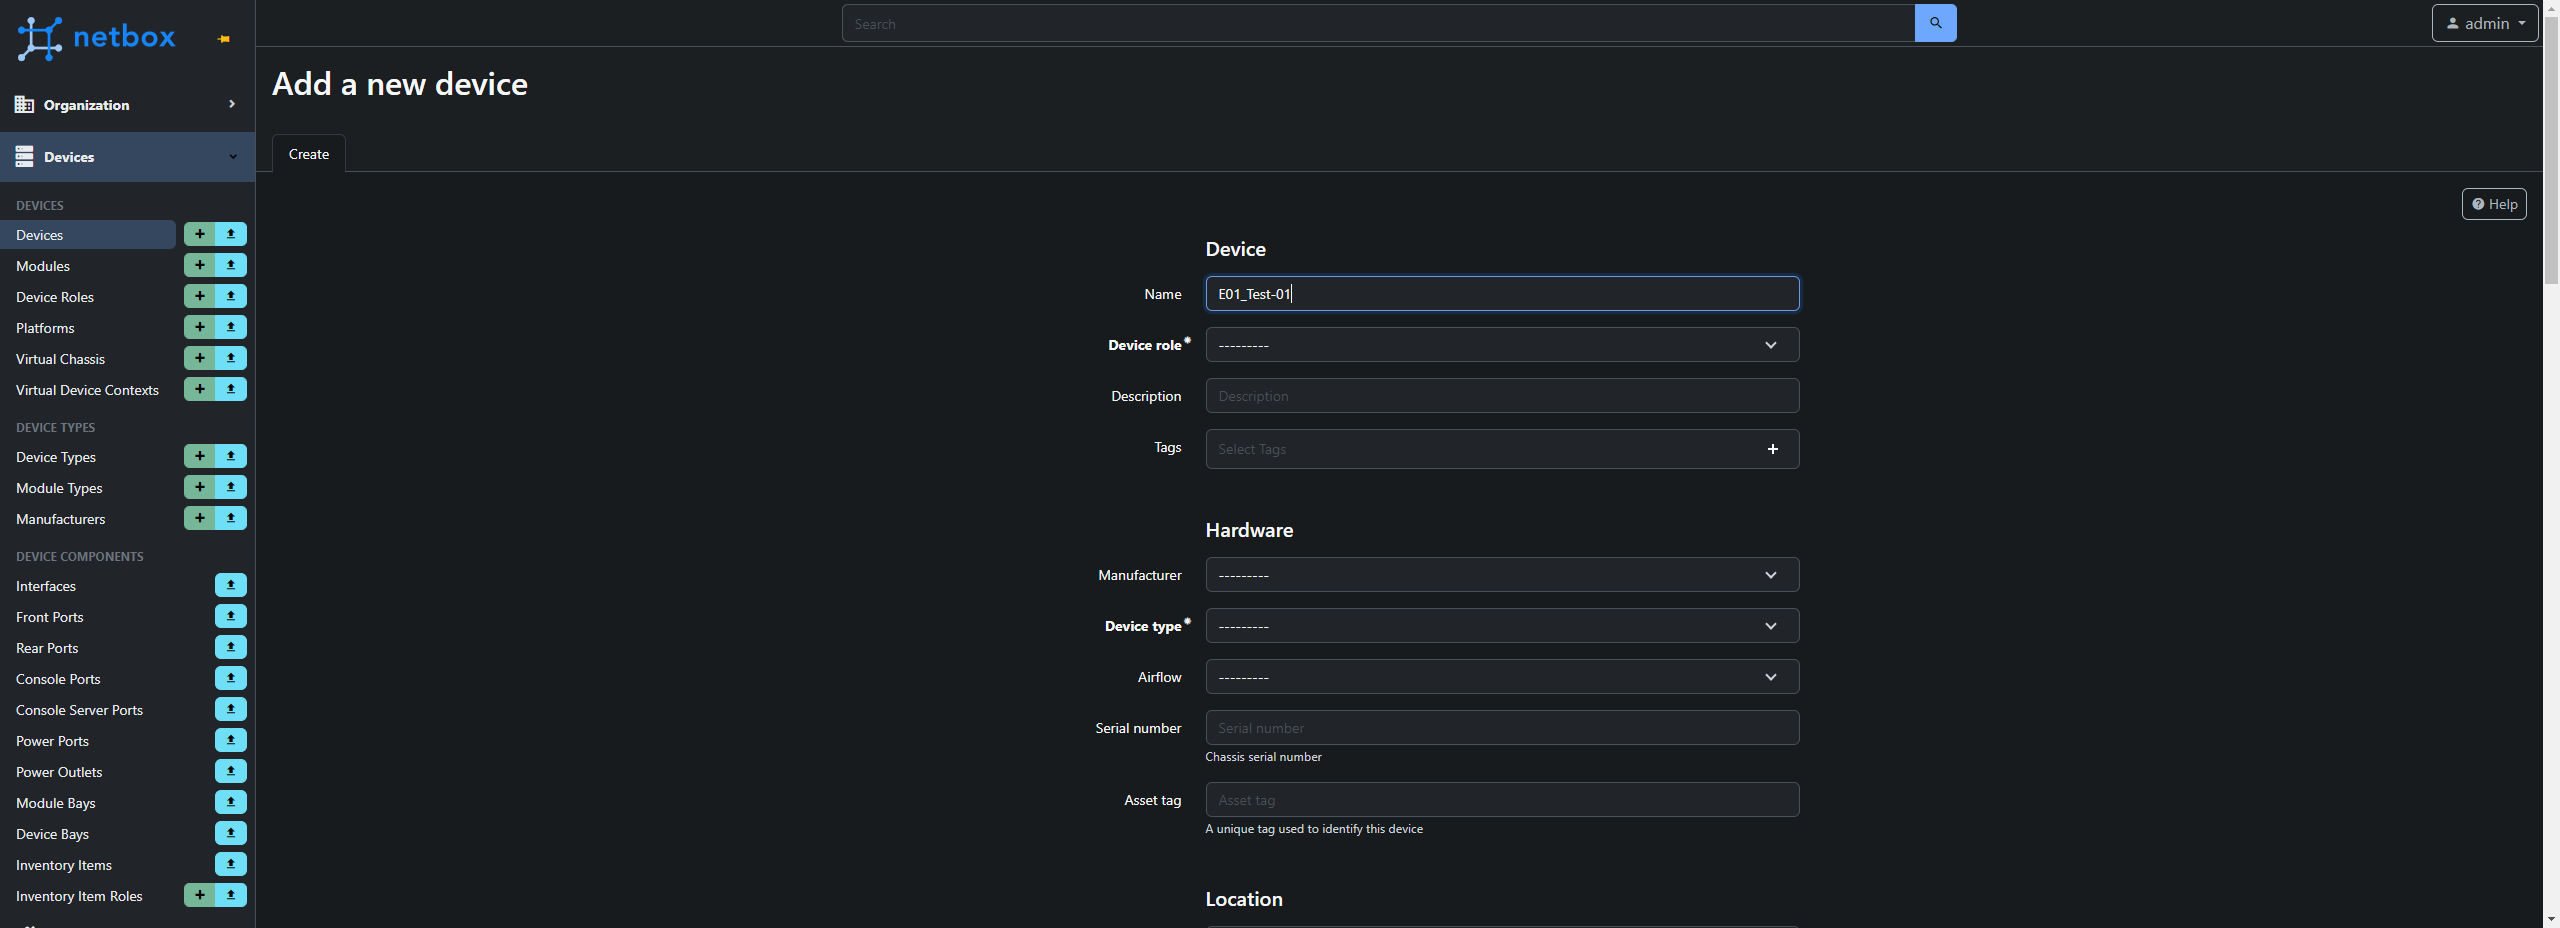 netbox
Search
admin
Organization
Devices
DEVICES
Devices
Modules
Device Roles
Platforms
Virtual Chassis
Virtual Device Contexts
DEVICE TYPES
Device Types
Module Types
Manufacturers
DEVICE COMPONENTS
Interfaces
Front Ports
Rear Ports
Console Ports
Console Server Ports
Power Ports
Power Outlets
Module Bays
Device Bays
Inventory Items
Inventory Item Roles
Add a new device
Create
Help
Device
Name E01_Test-01
Device role* ---------
Description Description
Tags Select Tags
Hardware
Manufacturer ---------
Device type* ---------
Airflow ---------
Serial number Serial number
Chassis serial number
Asset tag Asset tag
A unique tag used to identify this device
Location